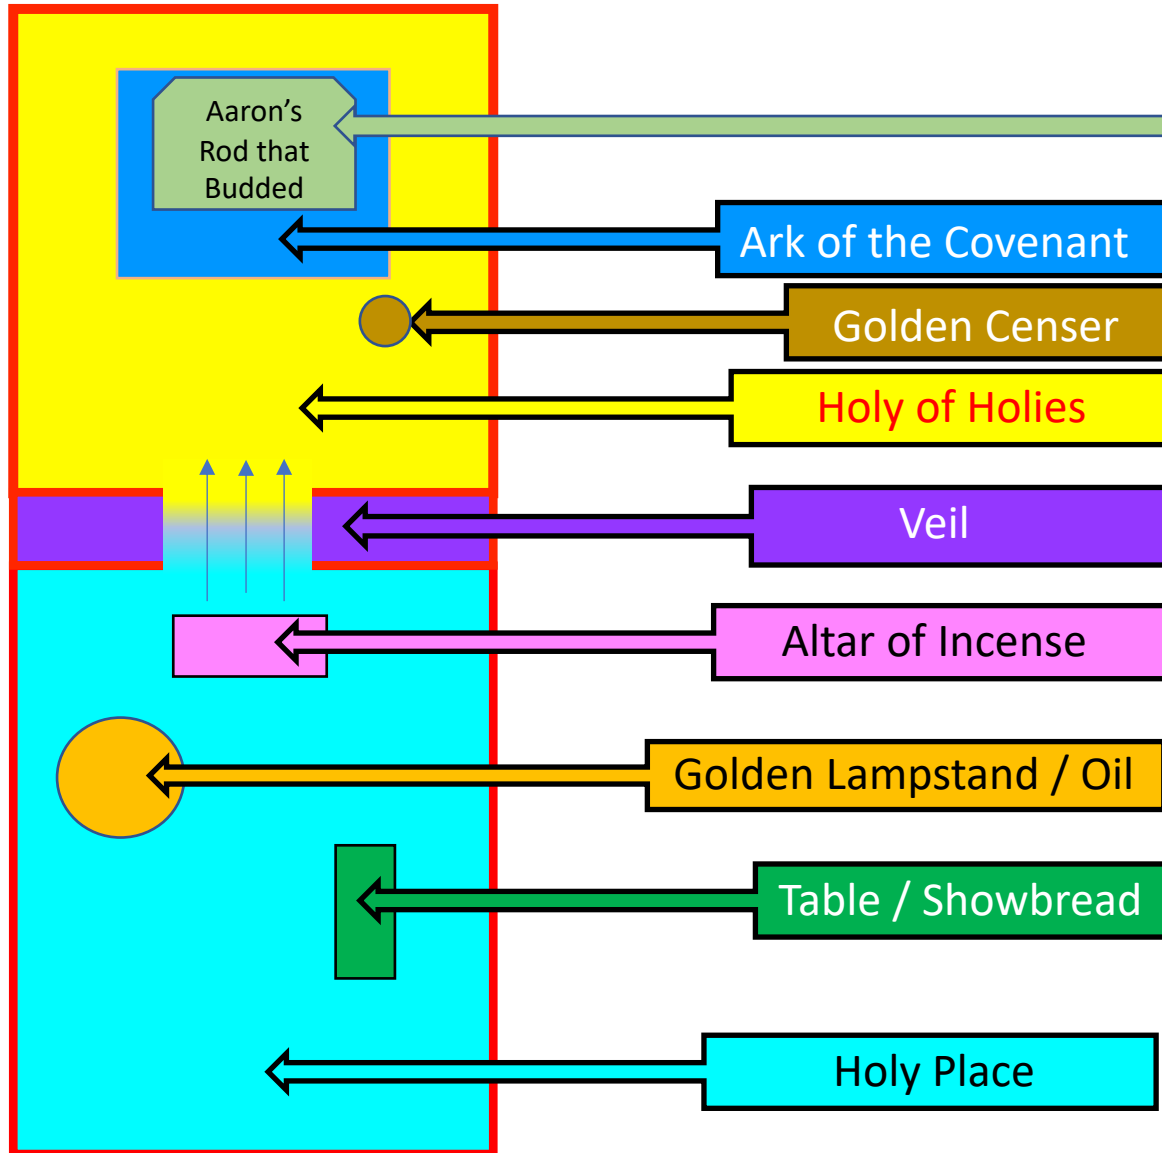 Aaron's
Rod that
Budded
Ark of the Covenant
Golden Censer
Holy of Holies
Veil
Altar of Incense
Golden Lampstand / Oil
Table / Showbread
Holy Place